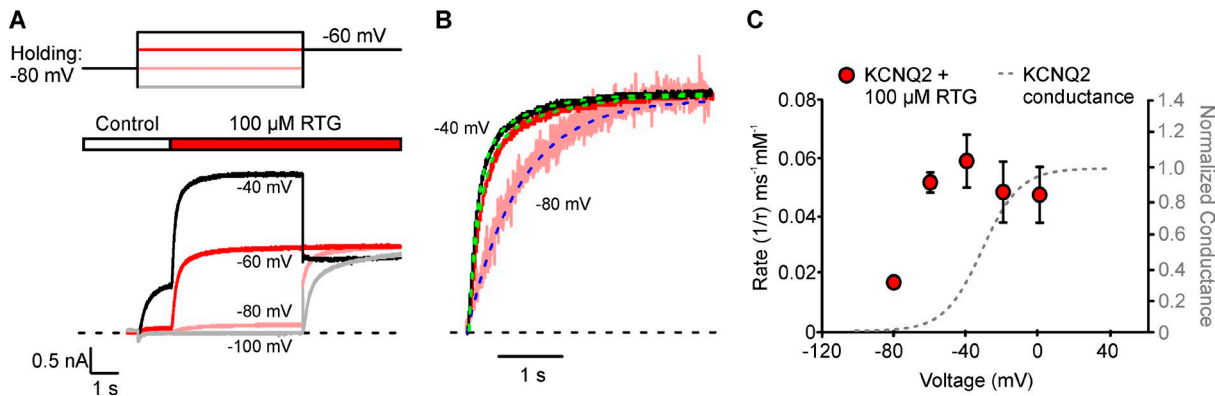 A
Holding:
-80 mV
-60 mV
Control
100 µM RTG
-40 mV
-60 mV
-80 mV
-100 mV
0.5 nA
1 s
B
-40 mV
-80 mV
1 s
C
KCNQ2 +
100 µM RTG
KCNQ2
conductance
Rate (1/τ) ms⁻¹mM⁻¹
0.08
0.06
0.04
0.02
0
-120
-80
-40
0
40
Voltage (mV)
1.4
1.2
1.0
0.8
0.6
0.4
0.2
0
Normalized Conductance